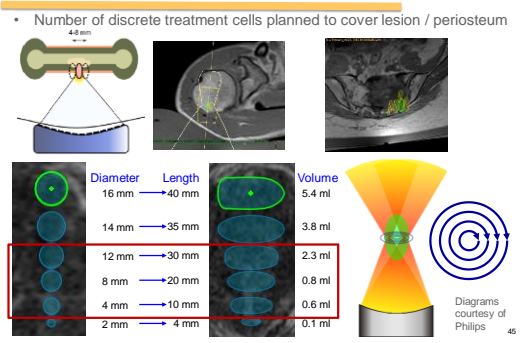 • Number of discrete treatment cells planned to cover lesion / periosteum
4-8 mm
Diameter Length Volume
16 mm 40 mm 5.4 ml
14 mm 35 mm 3.8 ml
12 mm 30 mm 2.3 ml
8 mm 20 mm 0.8 ml
4 mm 10 mm 0.6 ml
2 mm 4 mm 0.1 ml
Diagrams
courtesy of
Philips
45